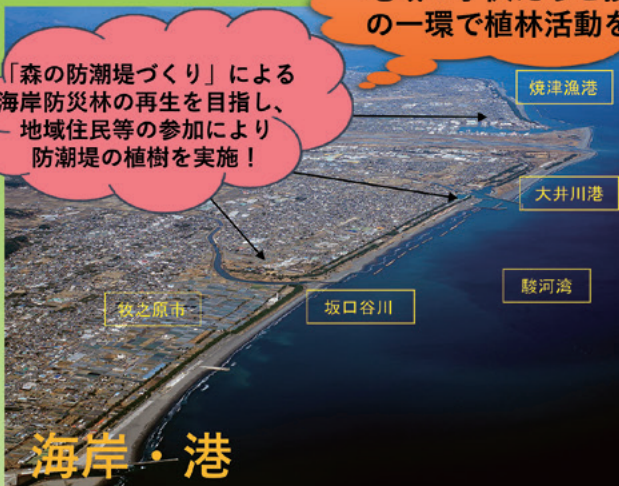 の一環で植林活動を
「森の防潮堤づくり」による
海岸防災林の再生を目指し、
地域住民等の参加により
防潮堤の植樹を実施！
焼津漁港
大井川港
駿河湾
坂口谷川
牧之原市
海岸・港